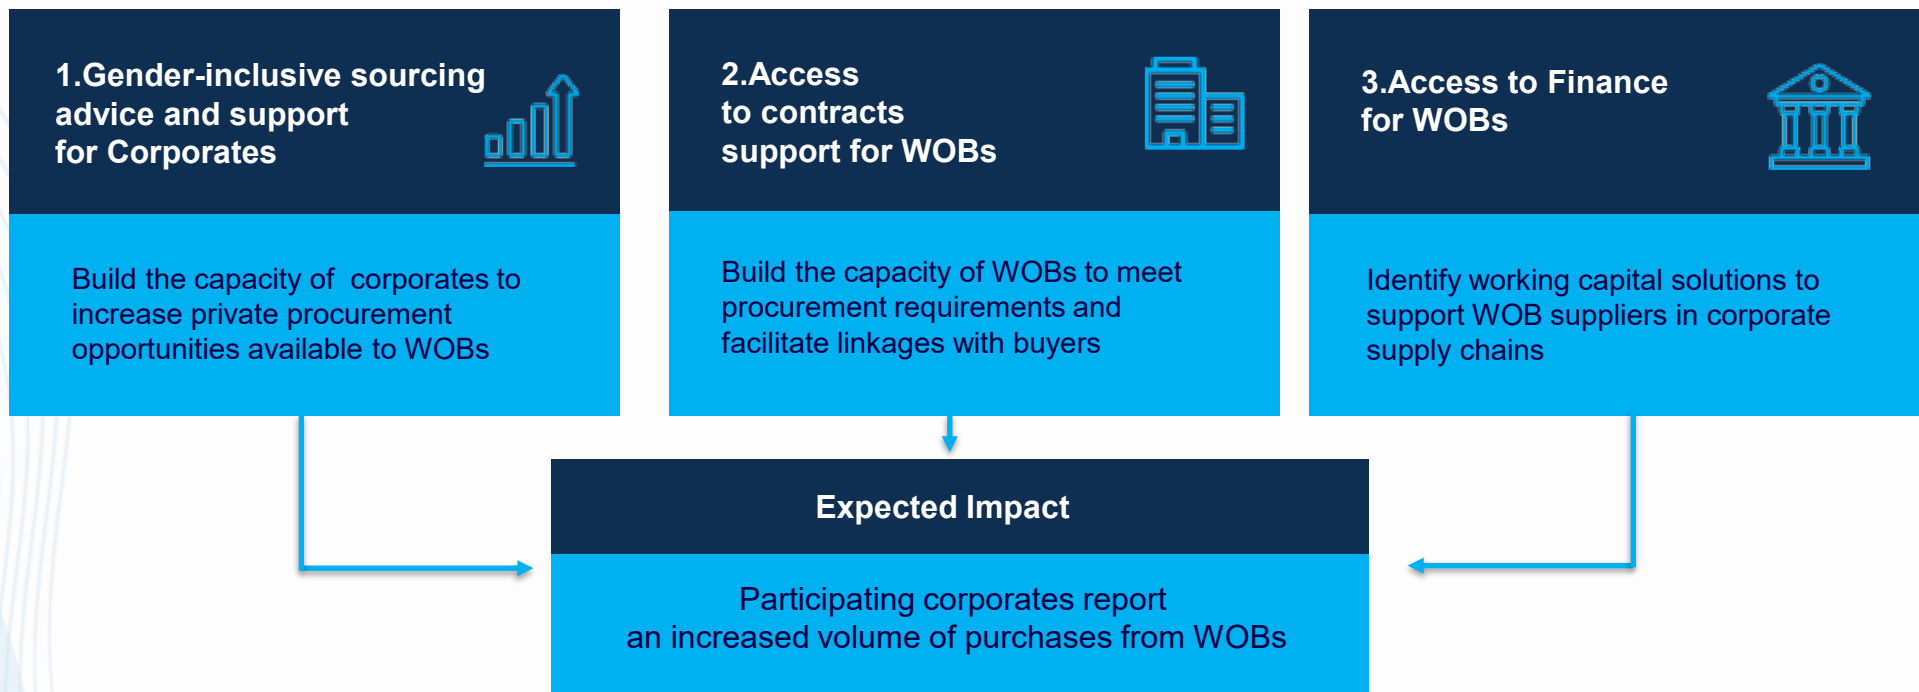 1.Gender-inclusive sourcing
advice and support
for Corporates
Build the capacity of  corporates to
increase private procurement
opportunities available to WOBs
2.Access
to contracts
support for WOBs
Build the capacity of WOBs to meet
procurement requirements and
facilitate linkages with buyers
3.Access to Finance
for WOBs
Identify working capital solutions to
support WOB suppliers in corporate
supply chains
Expected Impact
Participating corporates report
an increased volume of purchases from WOBs